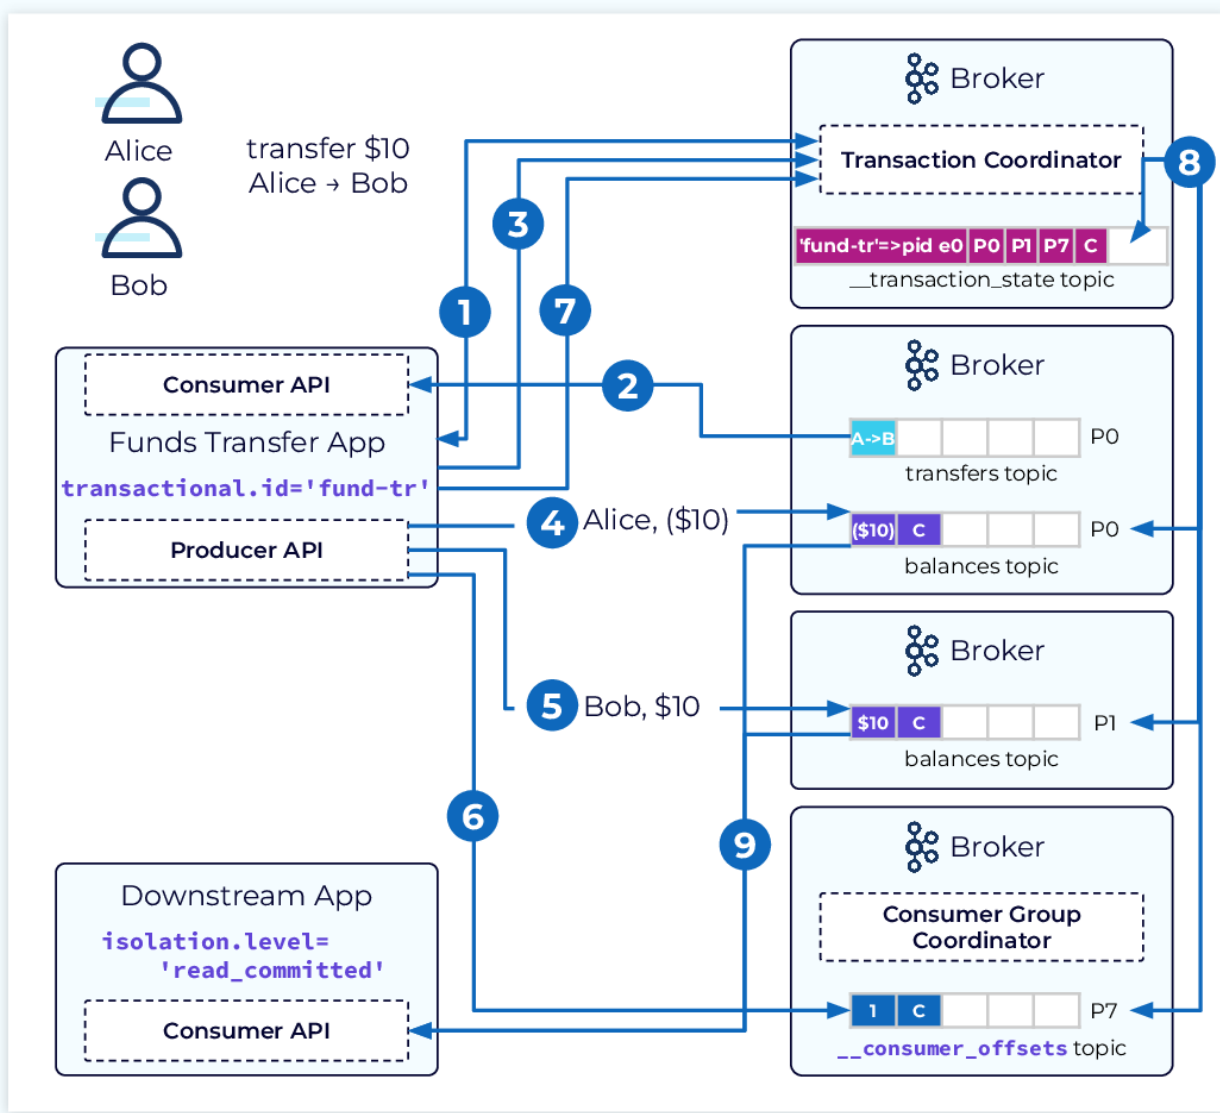 Alice
transfer $10
Alice → Bob
Bob
Broker
Transaction Coordinator
8
'fund-tr'=>pid e0 P0 P1 P7 C
__transaction_state topic
3
1
7
Consumer API
2
Funds Transfer App
transactional.id='fund-tr'
Producer API
Broker
A->B
P0
transfers topic
4 Alice, ($10)
($10) C
P0
balances topic
Broker
5 Bob, $10
$10 C
P1
balances topic
6
9
Downstream App
isolation.level=
'read_committed'
Consumer API
Broker
Consumer Group
Coordinator
1 C
P7
__consumer_offsets topic